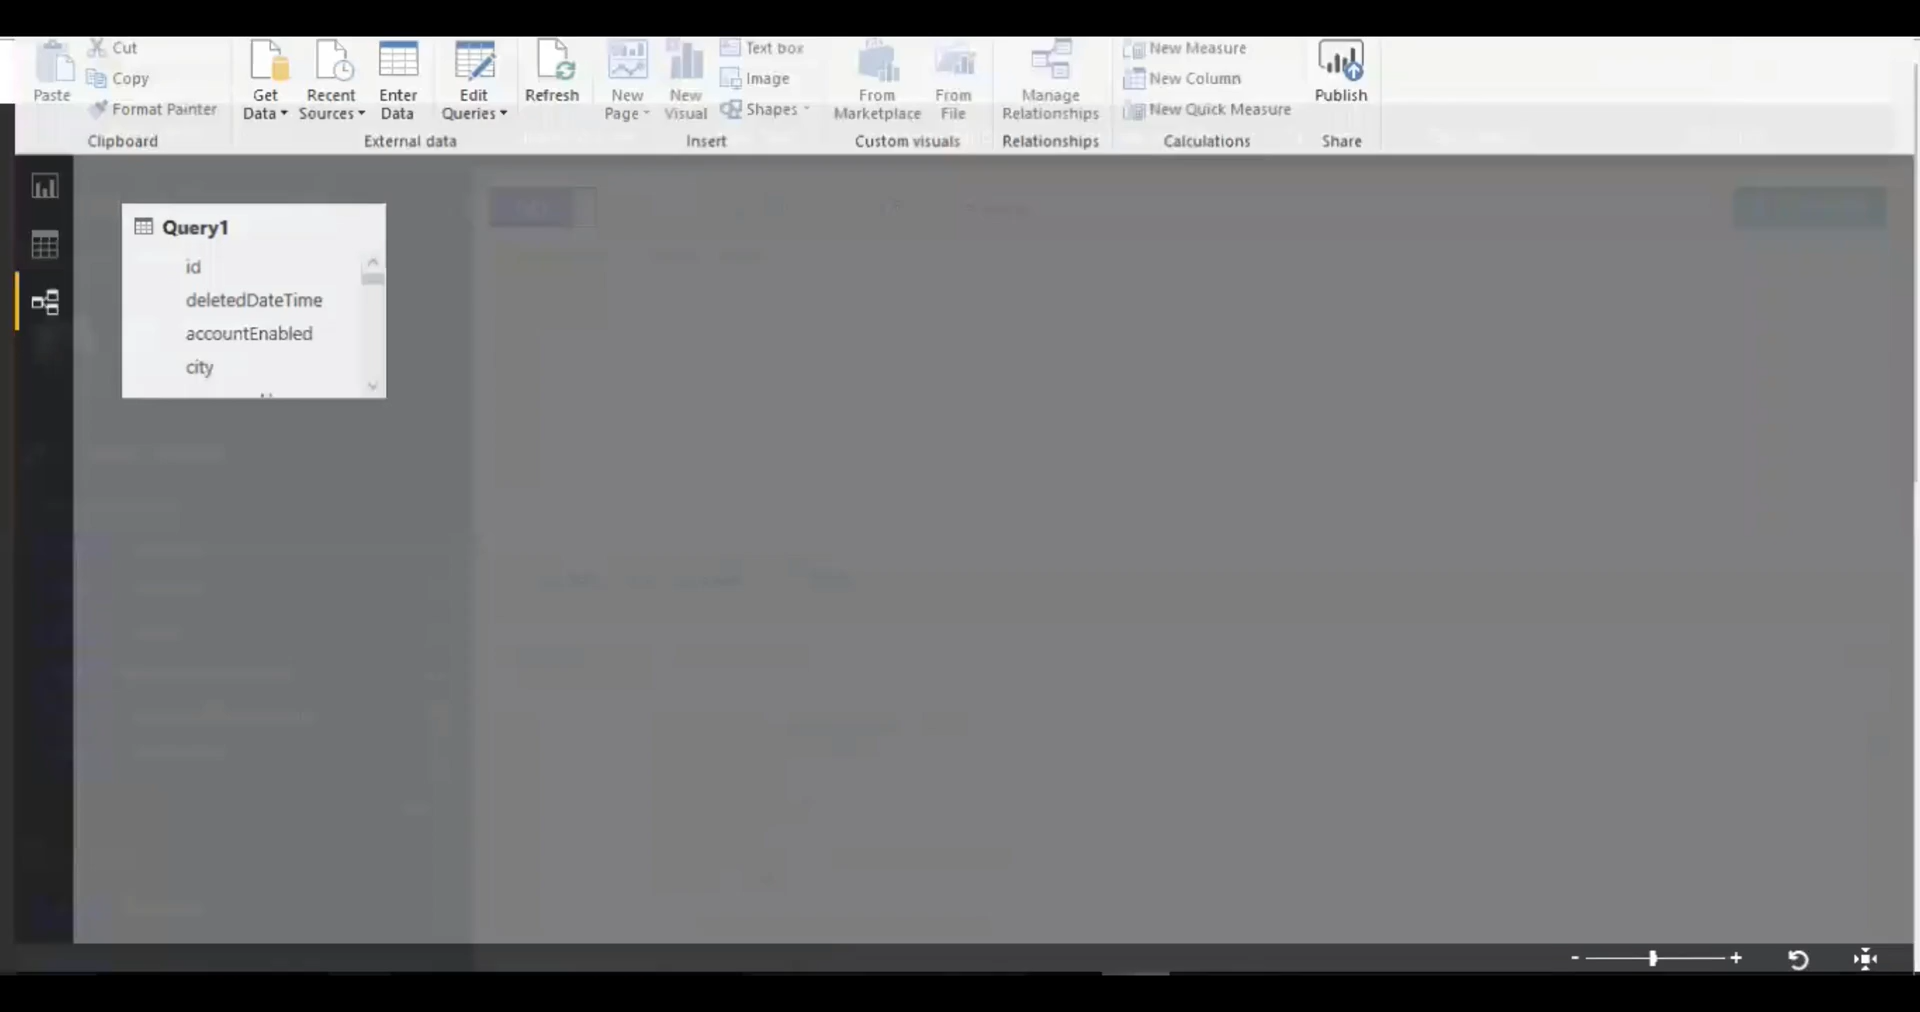 Cut
Copy
Format Painter
Paste
Clipboard
Get
Data
Recent
Sources
Enter
Data
Edit
Queries
Refresh
External data
New
Page
New
Visual
Text box
Image
Shapes
Insert
From
Marketplace
From
File
Custom visuals
Manage
Relationships
Relationships
New Measure
New Column
New Quick Measure
Calculations
Publish
Share
Query1
id
deletedDateTime
accountEnabled
city